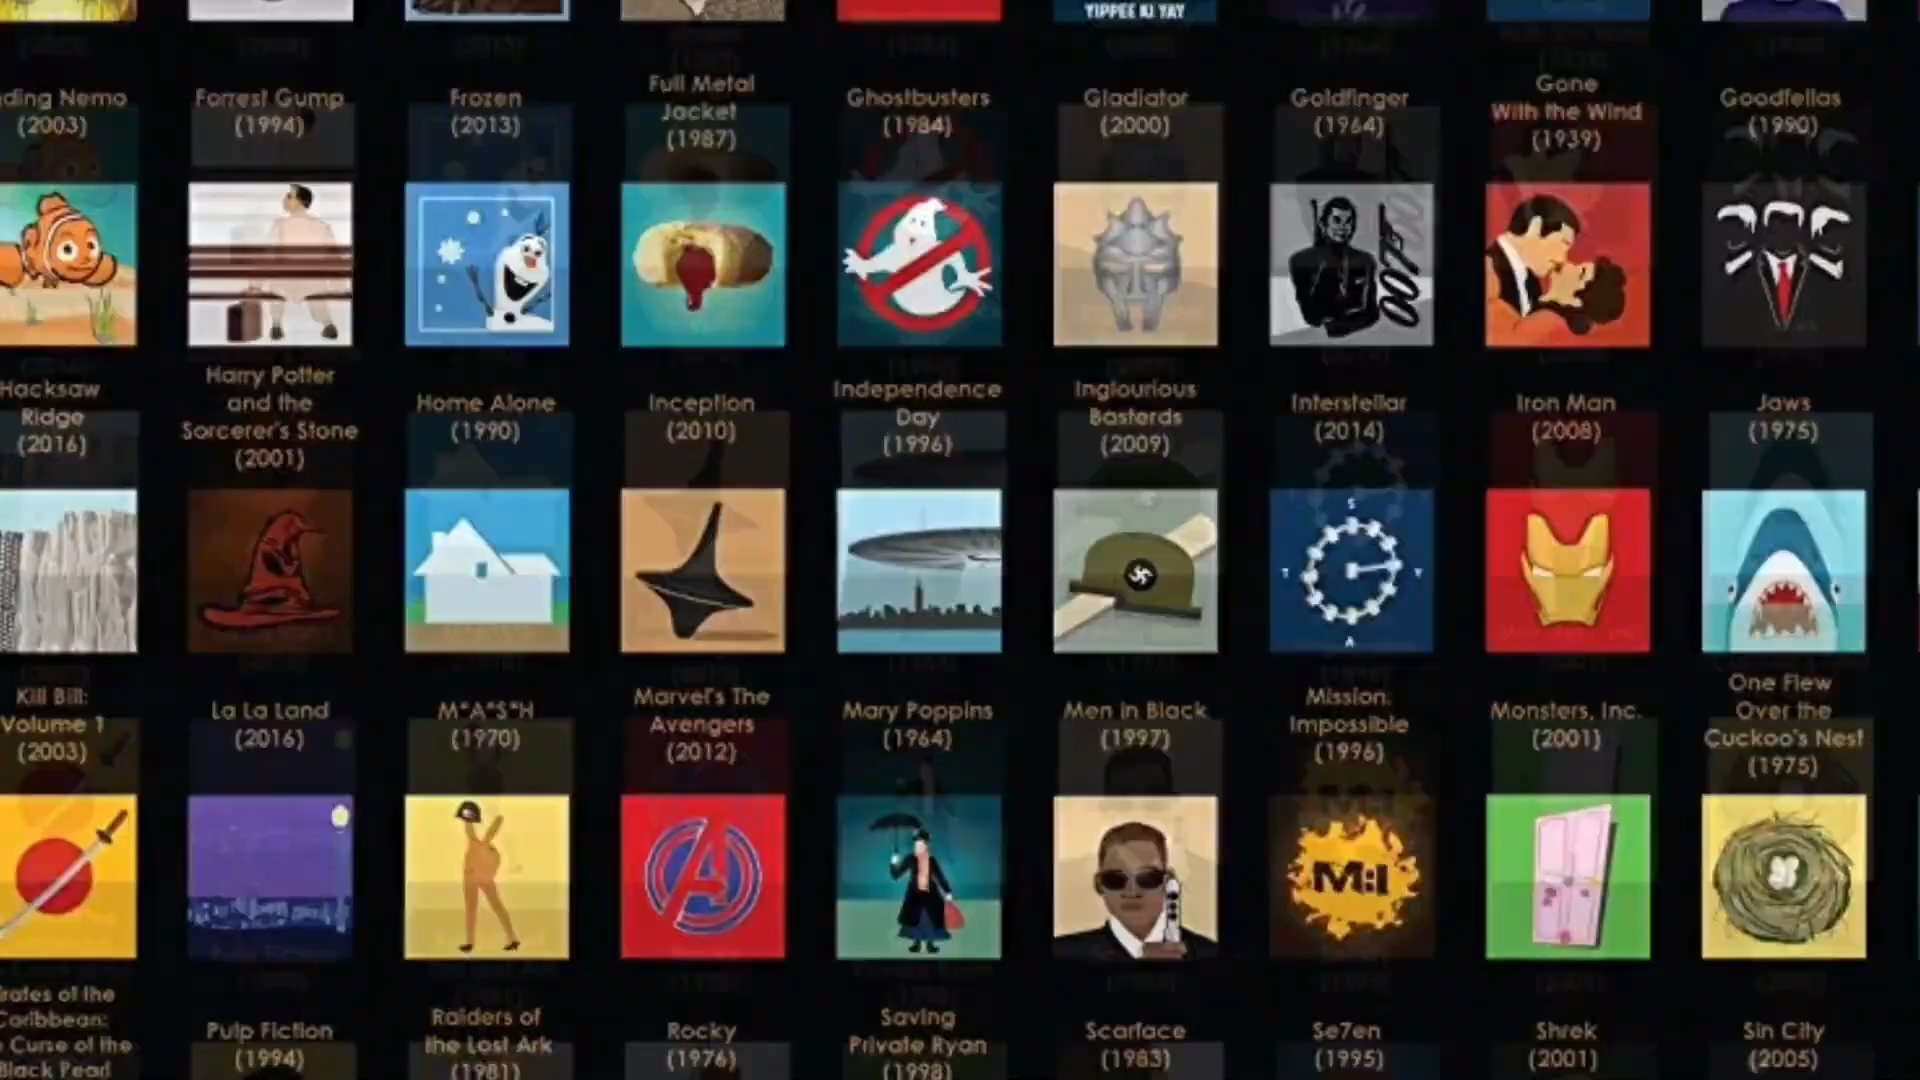 YIPPEE KI YAY
ding Nemo
(2003)
Forrest Gump
(1994)
Frozen
(2013)
Full Metal
Jacket
(1987)
Ghostbusters
(1984)
Gladiator
(2000)
Goldfinger
(1964)
Gone
With the Wind
(1939)
Goodfellas
(1990)
007
Hacksaw
Ridge
(2016)
Harry Potter
and the
Sorcerer's Stone
(2001)
Home Alone
(1990)
Inception
(2010)
Independence
Day
(1996)
Inglourious
Basterds
(2009)
Interstellar
(2014)
Iron Man
(2008)
Jaws
(1975)
S
T
Y
A
Kill Bill:
Volume 1
(2003)
La La Land
(2016)
M*A*S*H
(1970)
Marvel's The
Avengers
(2012)
Mary Poppins
(1964)
Men in Black
(1997)
Mission:
Impossible
(1996)
Monsters, Inc.
(2001)
One Flew
Over the
Cuckoo's Nest
(1975)
A
M:I
rates of the
Caribbean:
Curse of the
Black Pearl
Pulp Fiction
(1994)
Raiders of
the Lost Ark
(1981)
Rocky
(1976)
Saving
Private Ryan
(1998)
Scarface
(1983)
Se7en
(1995)
Shrek
(2001)
Sin City
(2005)